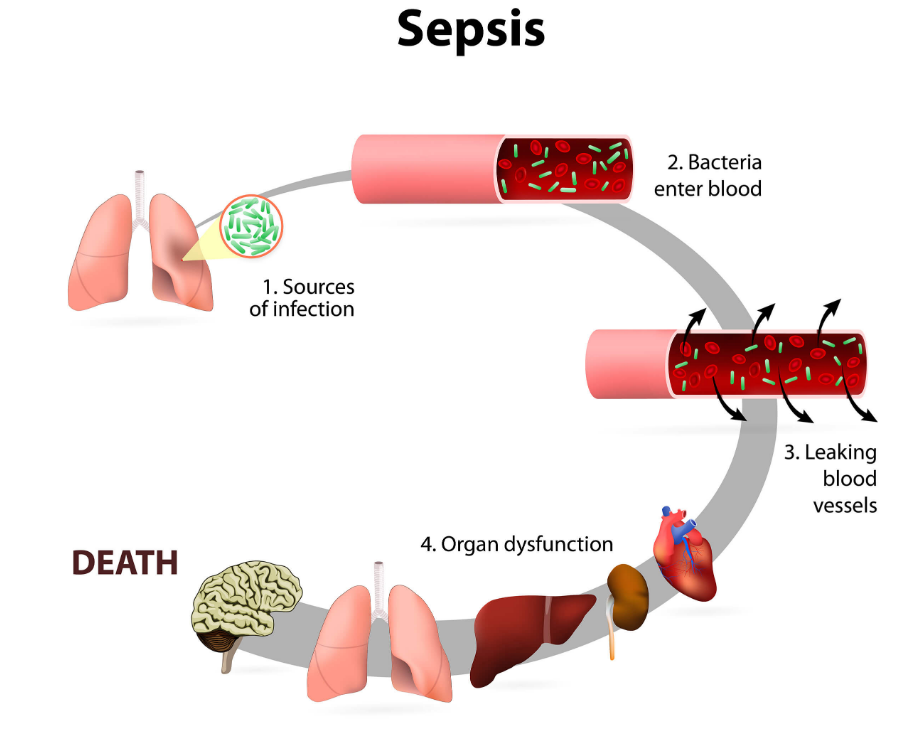 Sepsis
2. Bacteria
enter blood
1. Sources
of infection
3. Leaking
blood
vessels
4. Organ dysfunction
DEATH